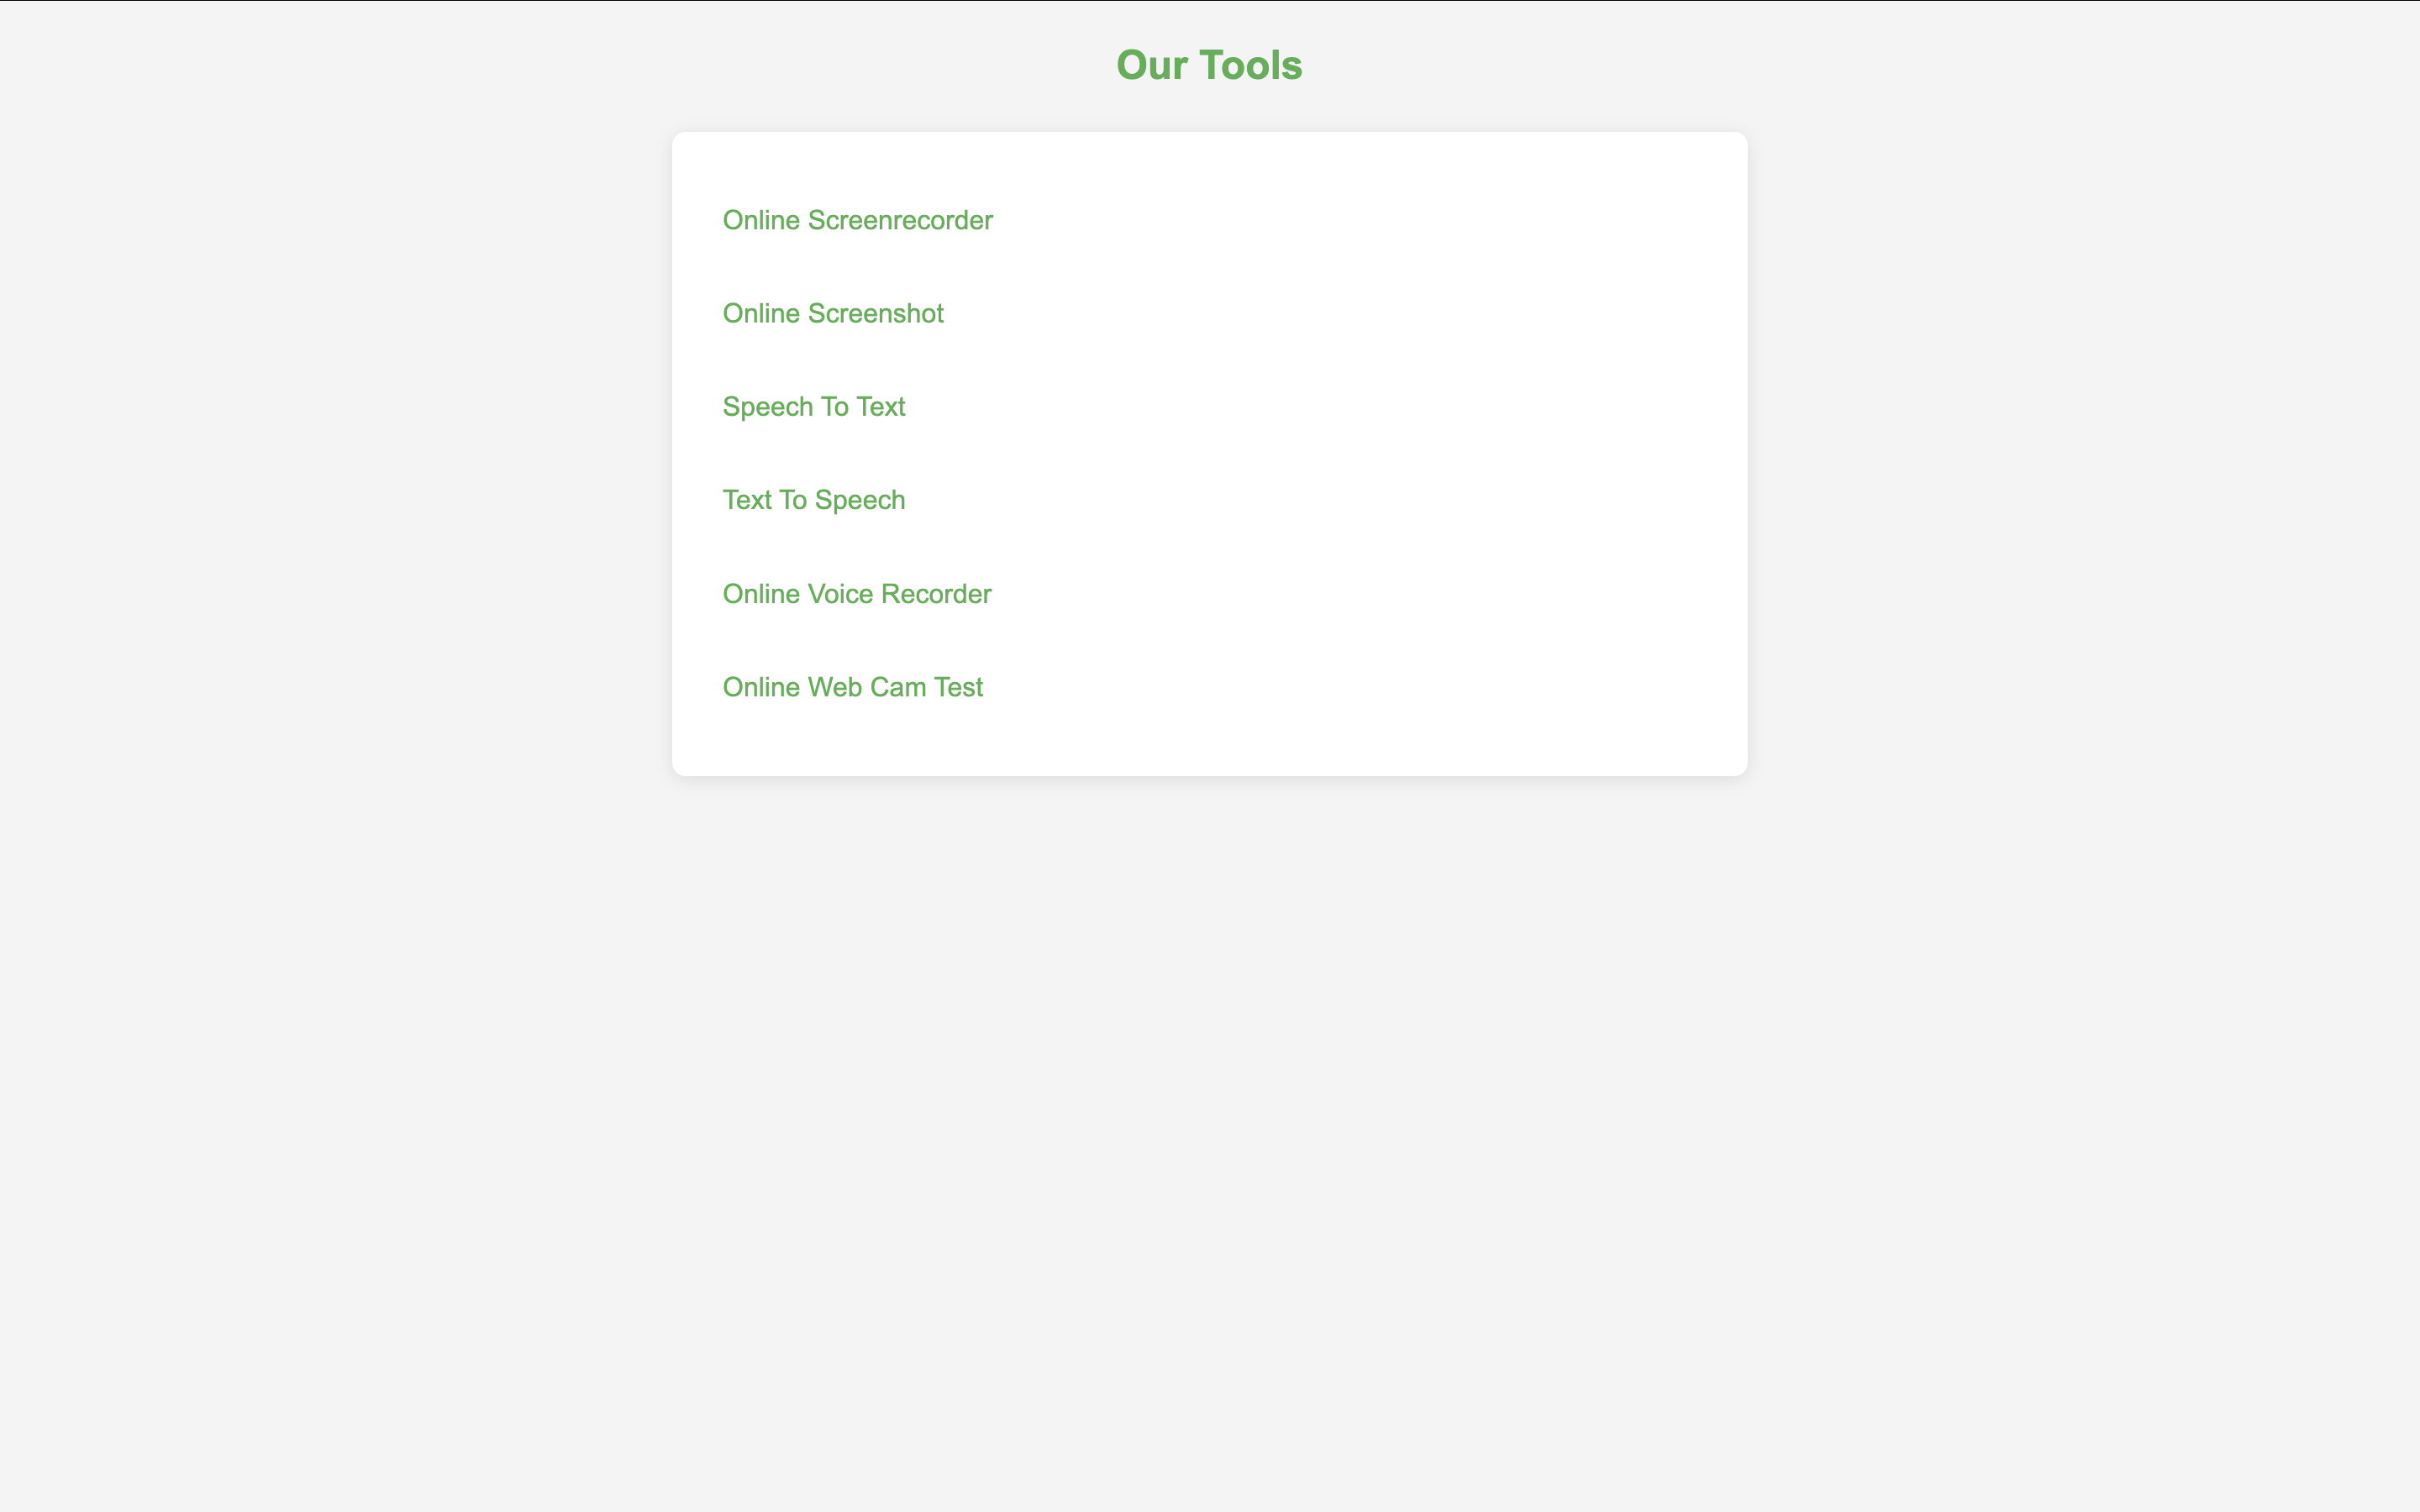 Our Tools
Online Screenrecorder
Online Screenshot
Speech To Text
Text To Speech
Online Voice Recorder
Online Web Cam Test